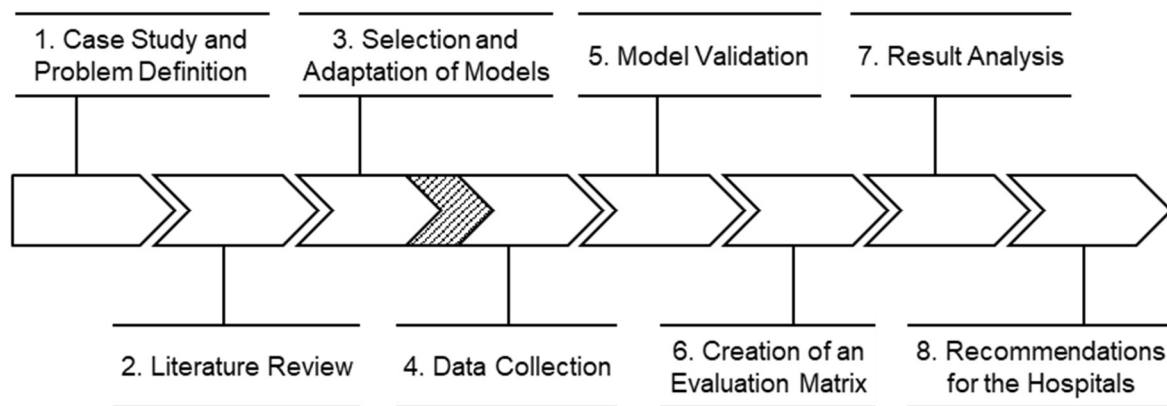 1. Case Study and
Problem Definition
3. Selection and
Adaptation of Models
5. Model Validation
7. Result Analysis
2. Literature Review
4. Data Collection
6. Creation of an
Evaluation Matrix
8. Recommendations
for the Hospitals